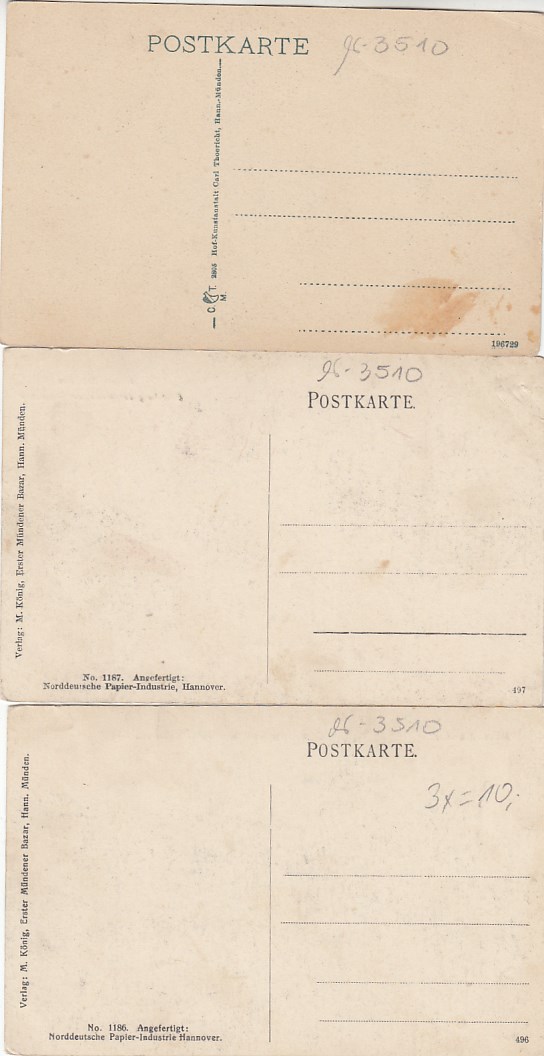 POSTKARTE
96-3510
C. T. M. 2805 Hof-Kunstanstalt Carl Thoericht, Hann.-Münden.
196729
96-3510
POSTKARTE.
Verlag: M. König, Erster Mündener Bazar, Hann. Münden.
No. 1187. Angefertigt:
Norddeutsche Papier-Industrie, Hannover.
497
96-3510
POSTKARTE.
3x=10,-
Verlag: M. König, Erster Mündener Bazar, Hann. Münden.
No. 1186. Angefertigt:
Norddeutsche Papier-Industrie Hannover.
496